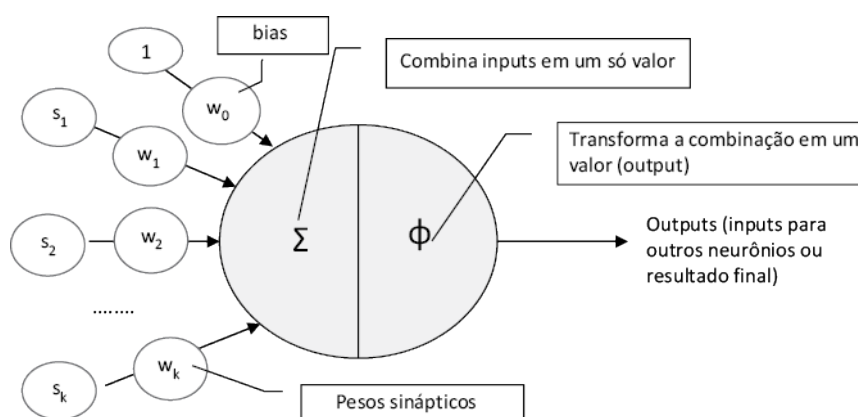 bias
1
w0
Combina inputs em um só valor
s1
w1
Transforma a combinação em um
valor (output)
s2
w2
Σ
ϕ
Outputs (inputs para
outros neurônios ou
resultado final)
........
sk
wk
Pesos sinápticos